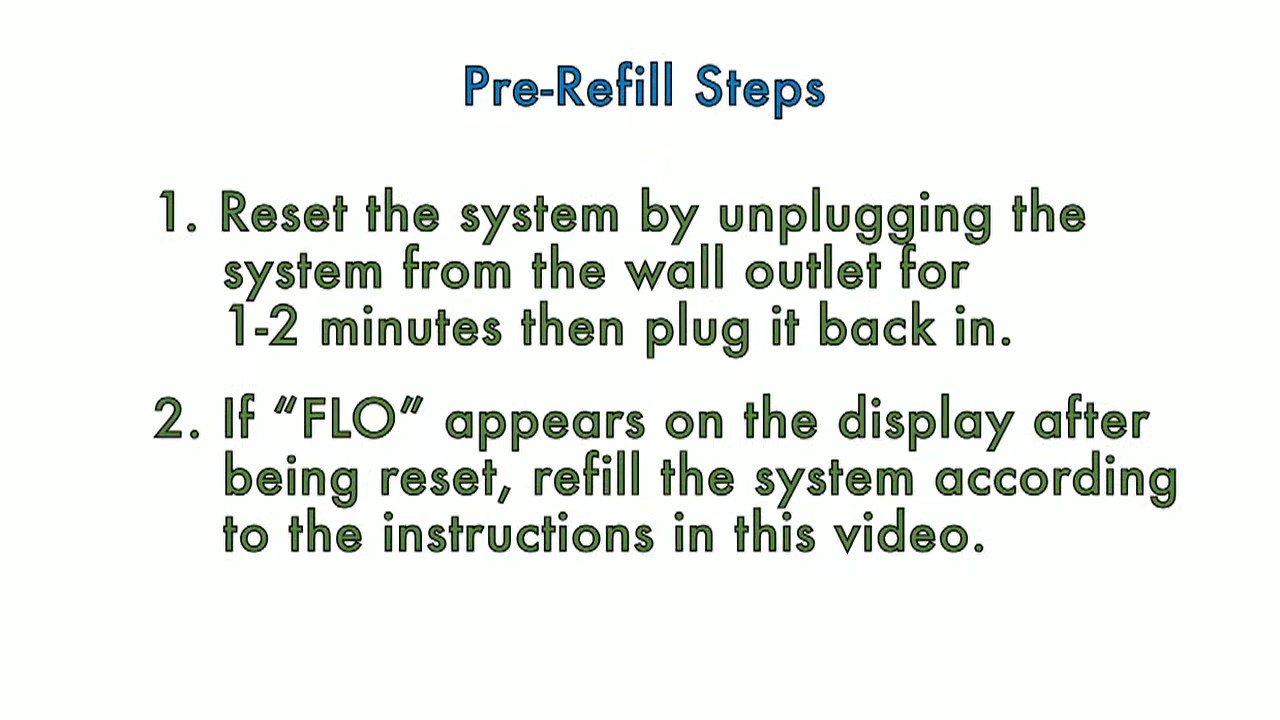 Pre-Refill Steps
1. Reset the system by unplugging the
system from the wall outlet for
1-2 minutes then plug it back in.
2. If “FLO” appears on the display after
being reset, refill the system according
to the instructions in this video.